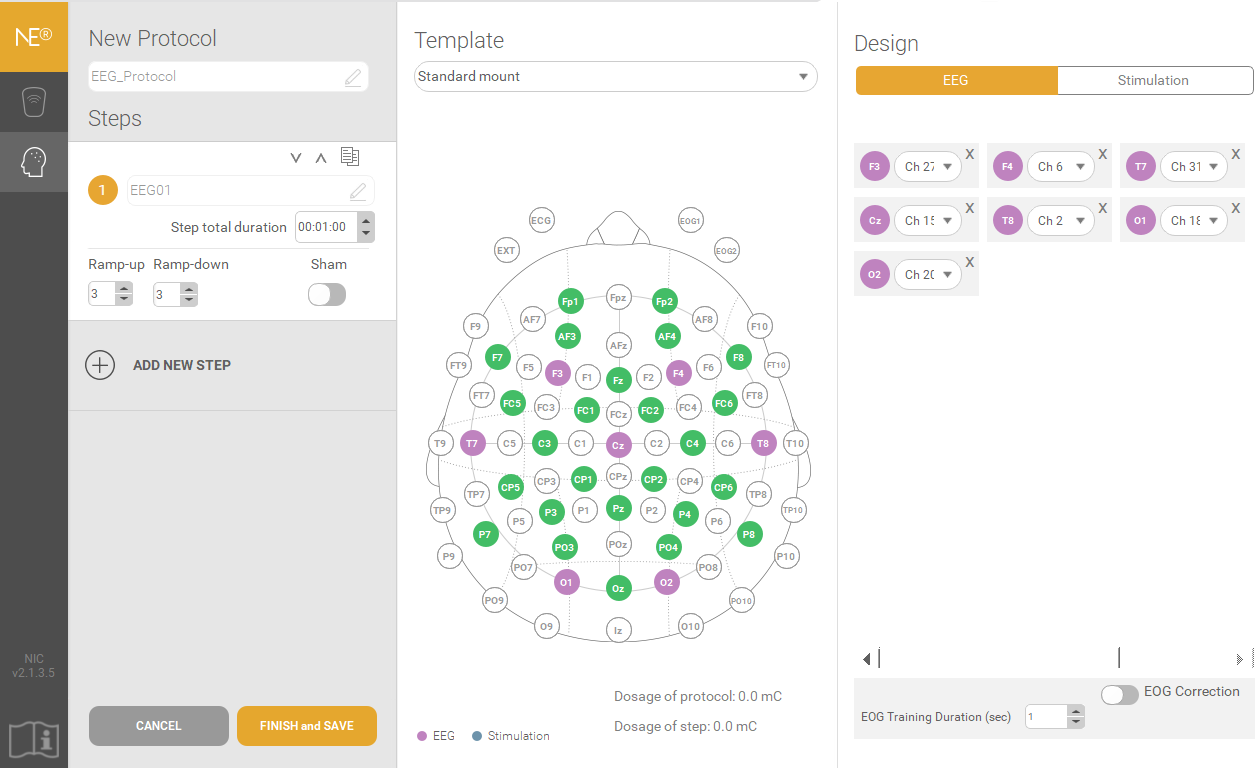 NE®
New Protocol
EEG_Protocol
Steps
1
EEG01
Step total duration 00:01:00
Ramp-up Ramp-down Sham
3 3
ADD NEW STEP
NIC
v2.1.3.5
CANCEL FINISH and SAVE
Template
Standard mount
ECG EOG1
EXT EOG2
Fp1 Fpz Fp2
F9 AF7 AF8 F10
AF3 AFz AF4
F7 F8
FT9 F5 F3 F1 Fz F2 F4 F6 FT10
FT7 FC5 FC3 FC1 FCz FC2 FC4 FC6 FT8
T9 T7 C5 C3 C1 Cz C2 C4 C6 T8 T10
TP7 CP5 CP3 CP1 CPz CP2 CP4 CP6 TP8
TP9 P5 P3 P1 Pz P2 P4 P6 TP10
P7 P8
P9 PO3 POz PO4 P10
PO7 PO8
O1 Oz O2
PO9 PO10
O9 Iz O10
Dosage of protocol: 0.0 mC
Dosage of step: 0.0 mC
EEG Stimulation
Design
EEG Stimulation
F3 Ch 27 X F4 Ch 6 X T7 Ch 31 X
Cz Ch 15 X T8 Ch 2 X O1 Ch 18 X
O2 Ch 20 X
EOG Correction
EOG Training Duration (sec) 1